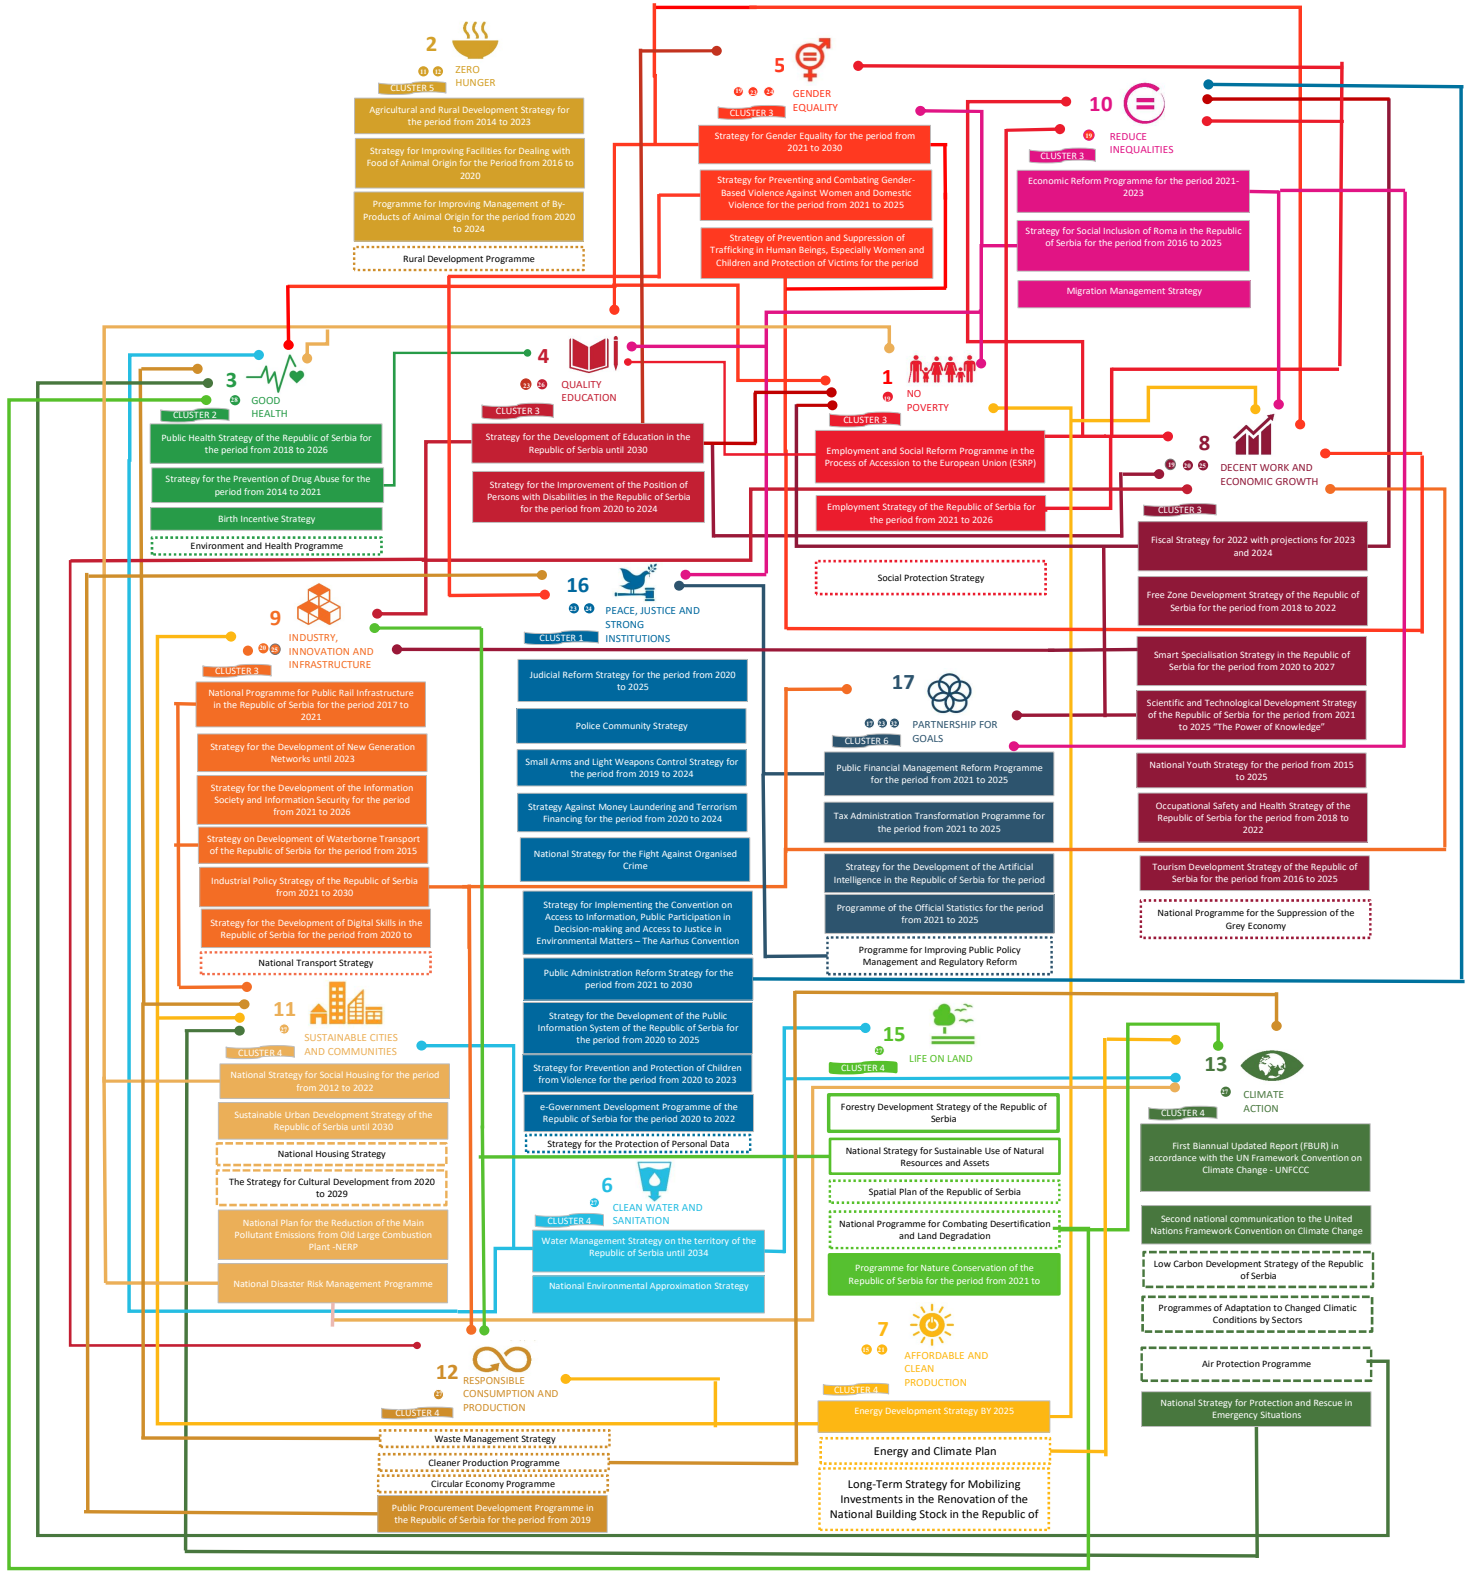 2
ZERO
HUNGER
11 12
CLUSTER 5
Agricultural and Rural Development Strategy for
the period from 2014 to 2023
Strategy for Improving Facilities for Dealing with
Food of Animal Origin for the Period from 2016 to
2020
Programme for Improving Management of By-
Products of Animal Origin for the period from 2020
to 2024
Rural Development Programme
5
GENDER
EQUALITY
19 23 24
CLUSTER 3
Strategy for Gender Equality for the period from
2021 to 2030
Strategy for Preventing and Combating Gender-
Based Violence Against Women and Domestic
Violence for the period from 2021 to 2025
Strategy of Prevention and Suppression of
Trafficking in Human Beings, Especially Women and
Children and Protection of Victims for the period
10
REDUCE
INEQUALITIES
19
CLUSTER 3
Economic Reform Programme for the period 2021-
2023
Strategy for Social Inclusion of Roma in the Republic
of Serbia for the period from 2016 to 2025
Migration Management Strategy
3
GOOD
HEALTH
28
CLUSTER 2
Public Health Strategy of the Republic of Serbia for
the period from 2018 to 2026
Strategy for the Prevention of Drug Abuse for the
period from 2014 to 2021
Birth Incentive Strategy
Environment and Health Programme
4
QUALITY
EDUCATION
23 26
CLUSTER 3
Strategy for the Development of Education in the
Republic of Serbia until 2030
Strategy for the Improvement of the Position of
Persons with Disabilities in the Republic of Serbia
for the period from 2020 to 2024
1
NO
POVERTY
19
CLUSTER 3
Employment and Social Reform Programme in the
Process of Accession to the European Union (ESRP)
Employment Strategy of the Republic of Serbia for
the period from 2021 to 2026
Social Protection Strategy
8
DECENT WORK AND
ECONOMIC GROWTH
19 20 25
CLUSTER 3
Fiscal Strategy for 2022 with projections for 2023
and 2024
Free Zone Development Strategy of the Republic of
Serbia for the period from 2018 to 2022
Smart Specialisation Strategy in the Republic of
Serbia for the period from 2020 to 2027
Scientific and Technological Development Strategy
of the Republic of Serbia for the period from 2021
to 2025 “The Power of Knowledge”
National Youth Strategy for the period from 2015
to 2025
Occupational Safety and Health Strategy of the
Republic of Serbia for the period from 2018 to
2022
Tourism Development Strategy of the Republic of
Serbia for the period from 2016 to 2025
National Programme for the Suppression of the
Grey Economy
9
INDUSTRY,
INNOVATION AND
INFRASTRUCTURE
20 25
CLUSTER 3
National Programme for Public Rail Infrastructure
in the Republic of Serbia for the period 2017 to
2021
Strategy for the Development of New Generation
Networks until 2023
Strategy for the Development of the Information
Society and Information Security for the period
from 2021 to 2026
Strategy on Development of Waterborne Transport
of the Republic of Serbia for the period from 2015
Industrial Policy Strategy of the Republic of Serbia
from 2021 to 2030
Strategy for the Development of Digital Skills in the
Republic of Serbia for the period from 2020 to
National Transport Strategy
16
PEACE, JUSTICE AND
STRONG
INSTITUTIONS
23 24
CLUSTER 1
Judicial Reform Strategy for the period from 2020
to 2025
Police Community Strategy
Small Arms and Light Weapons Control Strategy for
the period from 2019 to 2024
Strategy Against Money Laundering and Terrorism
Financing for the period from 2020 to 2024
National Strategy for the Fight Against Organised
Crime
Strategy for Implementing the Convention on
Access to Information, Public Participation in
Decision-making and Access to Justice in
Environmental Matters – The Aarhus Convention
Public Administration Reform Strategy for the
period from 2021 to 2030
Strategy for the Development of the Public
Information System of the Republic of Serbia for
the period from 2020 to 2025
Strategy for Prevention and Protection of Children
from Violence for the period from 2020 to 2023
e-Government Development Programme of the
Republic of Serbia for the period 2020 to 2022
Strategy for the Protection of Personal Data
17
PARTNERSHIP FOR
GOALS
17 23 32
CLUSTER 6
Public Financial Management Reform Programme
for the period from 2021 to 2025
Tax Administration Transformation Programme for
the period from 2021 to 2025
Strategy for the Development of the Artificial
Intelligence in the Republic of Serbia for the period
Programme of the Official Statistics for the period
from 2021 to 2025
Programme for Improving Public Policy
Management and Regulatory Reform
11
SUSTAINABLE CITIES
AND COMMUNITIES
27
CLUSTER 4
National Strategy for Social Housing for the period
from 2012 to 2022
Sustainable Urban Development Strategy of the
Republic of Serbia until 2030
National Housing Strategy
The Strategy for Cultural Development from 2020
to 2029
National Plan for the Reduction of the Main
Pollutant Emissions from Old Large Combustion
Plant -NERP
National Disaster Risk Management Programme
6
CLEAN WATER AND
SANITATION
27
CLUSTER 4
Water Management Strategy on the territory of the
Republic of Serbia until 2034
National Environmental Approximation Strategy
15
LIFE ON LAND
27
CLUSTER 4
Forestry Development Strategy of the Republic of
Serbia
National Strategy for Sustainable Use of Natural
Resources and Assets
Spatial Plan of the Republic of Serbia
National Programme for Combating Desertification
and Land Degradation
Programme for Nature Conservation of the
Republic of Serbia for the period from 2021 to
13
CLIMATE
ACTION
27
CLUSTER 4
First Biannual Updated Report (FBUR) in
accordance with the UN Framework Convention on
Climate Change - UNFCCC
Second national communication to the United
Nations Framework Convention on Climate Change
Low Carbon Development Strategy of the Republic
of Serbia
Programmes of Adaptation to Changed Climatic
Conditions by Sectors
Air Protection Programme
National Strategy for Protection and Rescue in
Emergency Situations
12
RESPONSIBLE
CONSUMPTION AND
PRODUCTION
27
CLUSTER 4
Waste Management Strategy
Cleaner Production Programme
Circular Economy Programme
Public Procurement Development Programme in
the Republic of Serbia for the period from 2019
7
AFFORDABLE AND
CLEAN
PRODUCTION
15 21
CLUSTER 4
Energy Development Strategy BY 2025
Energy and Climate Plan
Long-Term Strategy for Mobilizing
Investments in the Renovation of the
National Building Stock in the Republic of